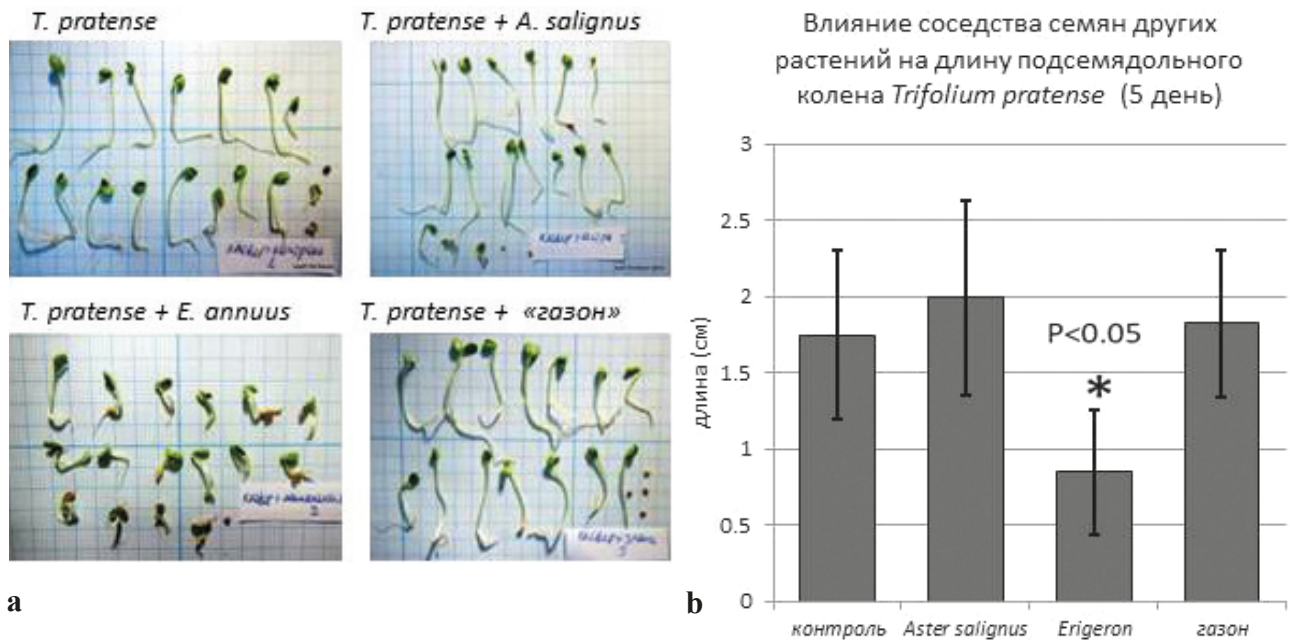 T. pratense
T. pratense + A. salignus
T. pratense + E. annuus
T. pratense + «газон»
a
Влияние соседства семян других
растений на длину подсемядольного
колена Trifolium pratense (5 день)
длина (см)
3
2.5
2
1.5
1
0.5
0
P<0.05
*
контроль Aster salignus Erigeron газон
b